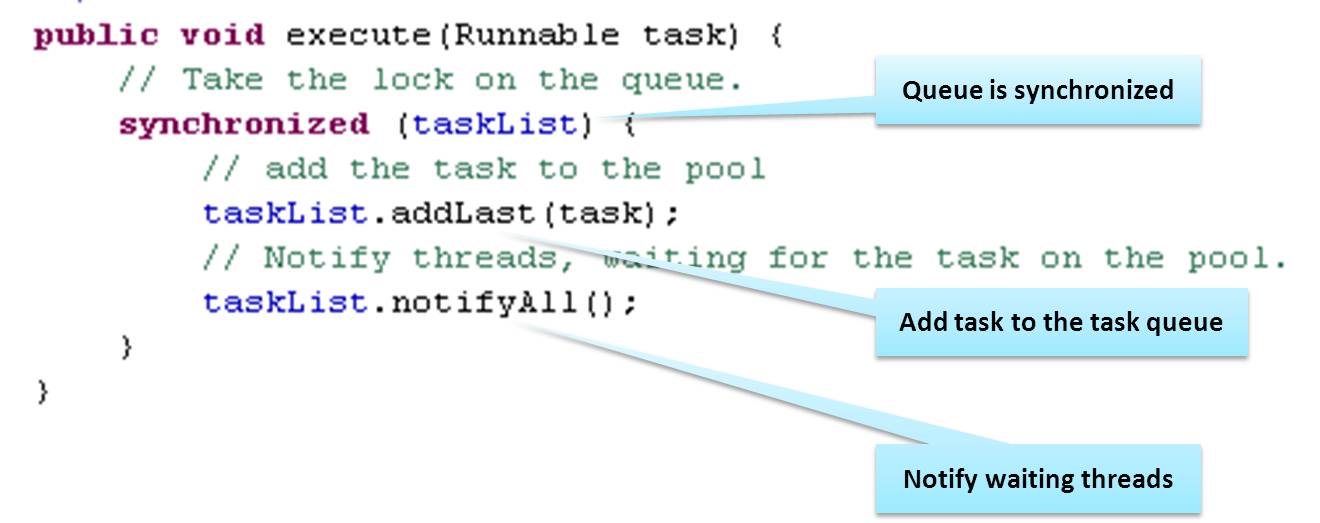 public void execute(Runnable task) {
// Take the lock on the queue.
synchronized (taskList) {
// add the task to the pool
taskList.addLast(task);
// Notify threads, waiting for the task on the pool.
taskList.notifyAll();
}
}
Queue is synchronized
Add task to the task queue
Notify waiting threads